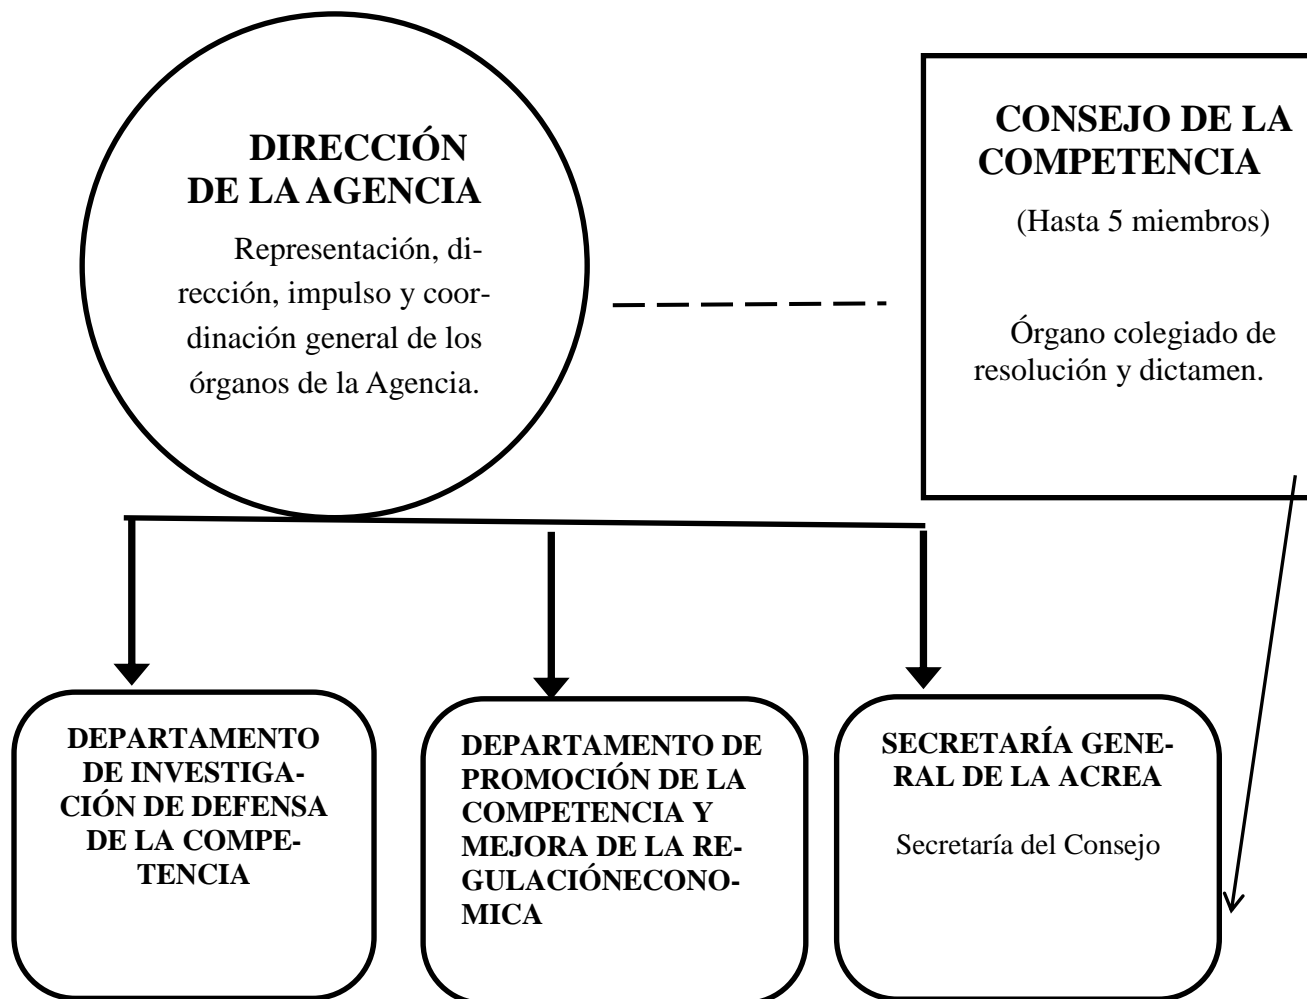 DIRECCIÓN
DE LA AGENCIA
Representación, di-
rección, impulso y coor-
dinación general de los
órganos de la Agencia.
CONSEJO DE LA
COMPETENCIA
(Hasta 5 miembros)
Órgano colegiado de
resolución y dictamen.
DEPARTAMENTO
DE INVESTIGA-
CIÓN DE DEFENSA
DE LA COMPE-
TENCIA
DEPARTAMENTO DE
PROMOCIÓN DE LA
COMPETENCIA Y
MEJORA DE LA RE-
GULACIÓNECONO-
MICA
SECRETARÍA GENE-
RAL DE LA ACREA
Secretaría del Consejo